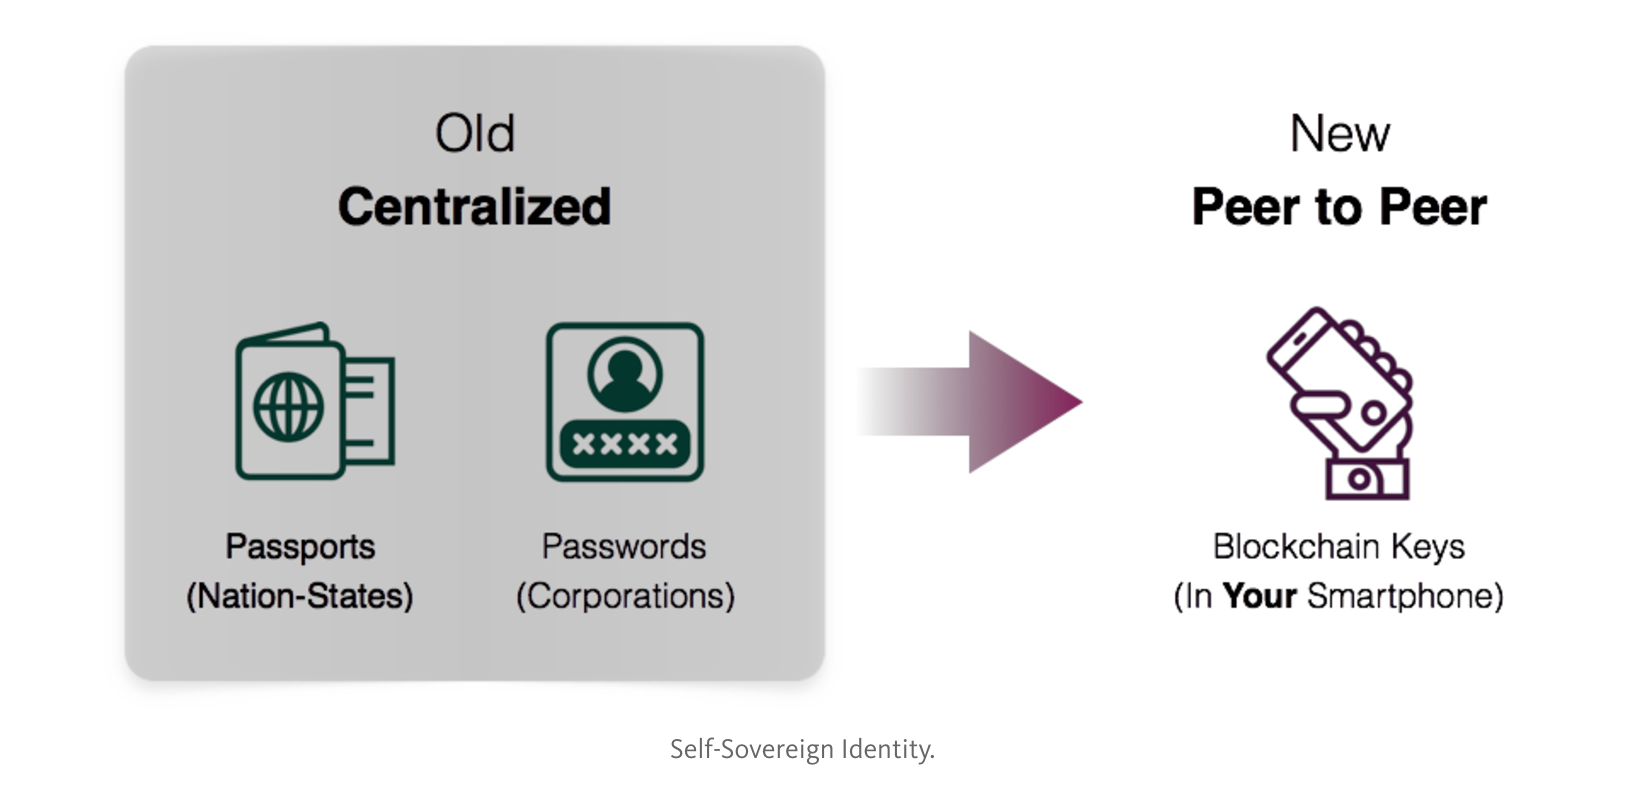 Old
Centralized
Passports
(Nation-States)
xxxx
Passwords
(Corporations)
New
Peer to Peer
Blockchain Keys
(In Your Smartphone)
Self-Sovereign Identity.